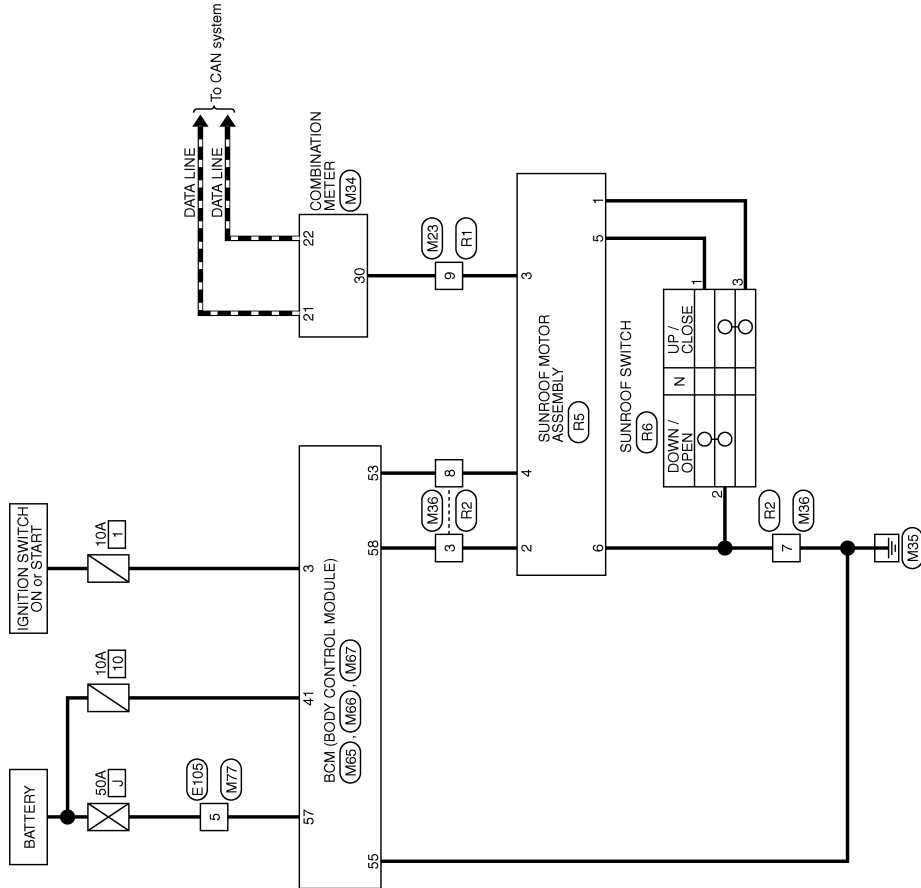 IGNITION SWITCH
ON or START
BATTERY
50A
J
10A
10
10A
1
E105
5
M77
57
41
3
BCM (BODY CONTROL MODULE)
M65 , M66 , M67
55
58
53
DATA LINE
DATA LINE
To CAN system
21
22
COMBINATION
METER
M34
30
M36
3
8
R2
M23
9
R1
2
4
3
SUNROOF MOTOR
ASSEMBLY
R5
6
5
1
SUNROOF SWITCH
R6
DOWN /
OPEN
N
UP /
CLOSE
1
2
3
R2
7
M36
M35